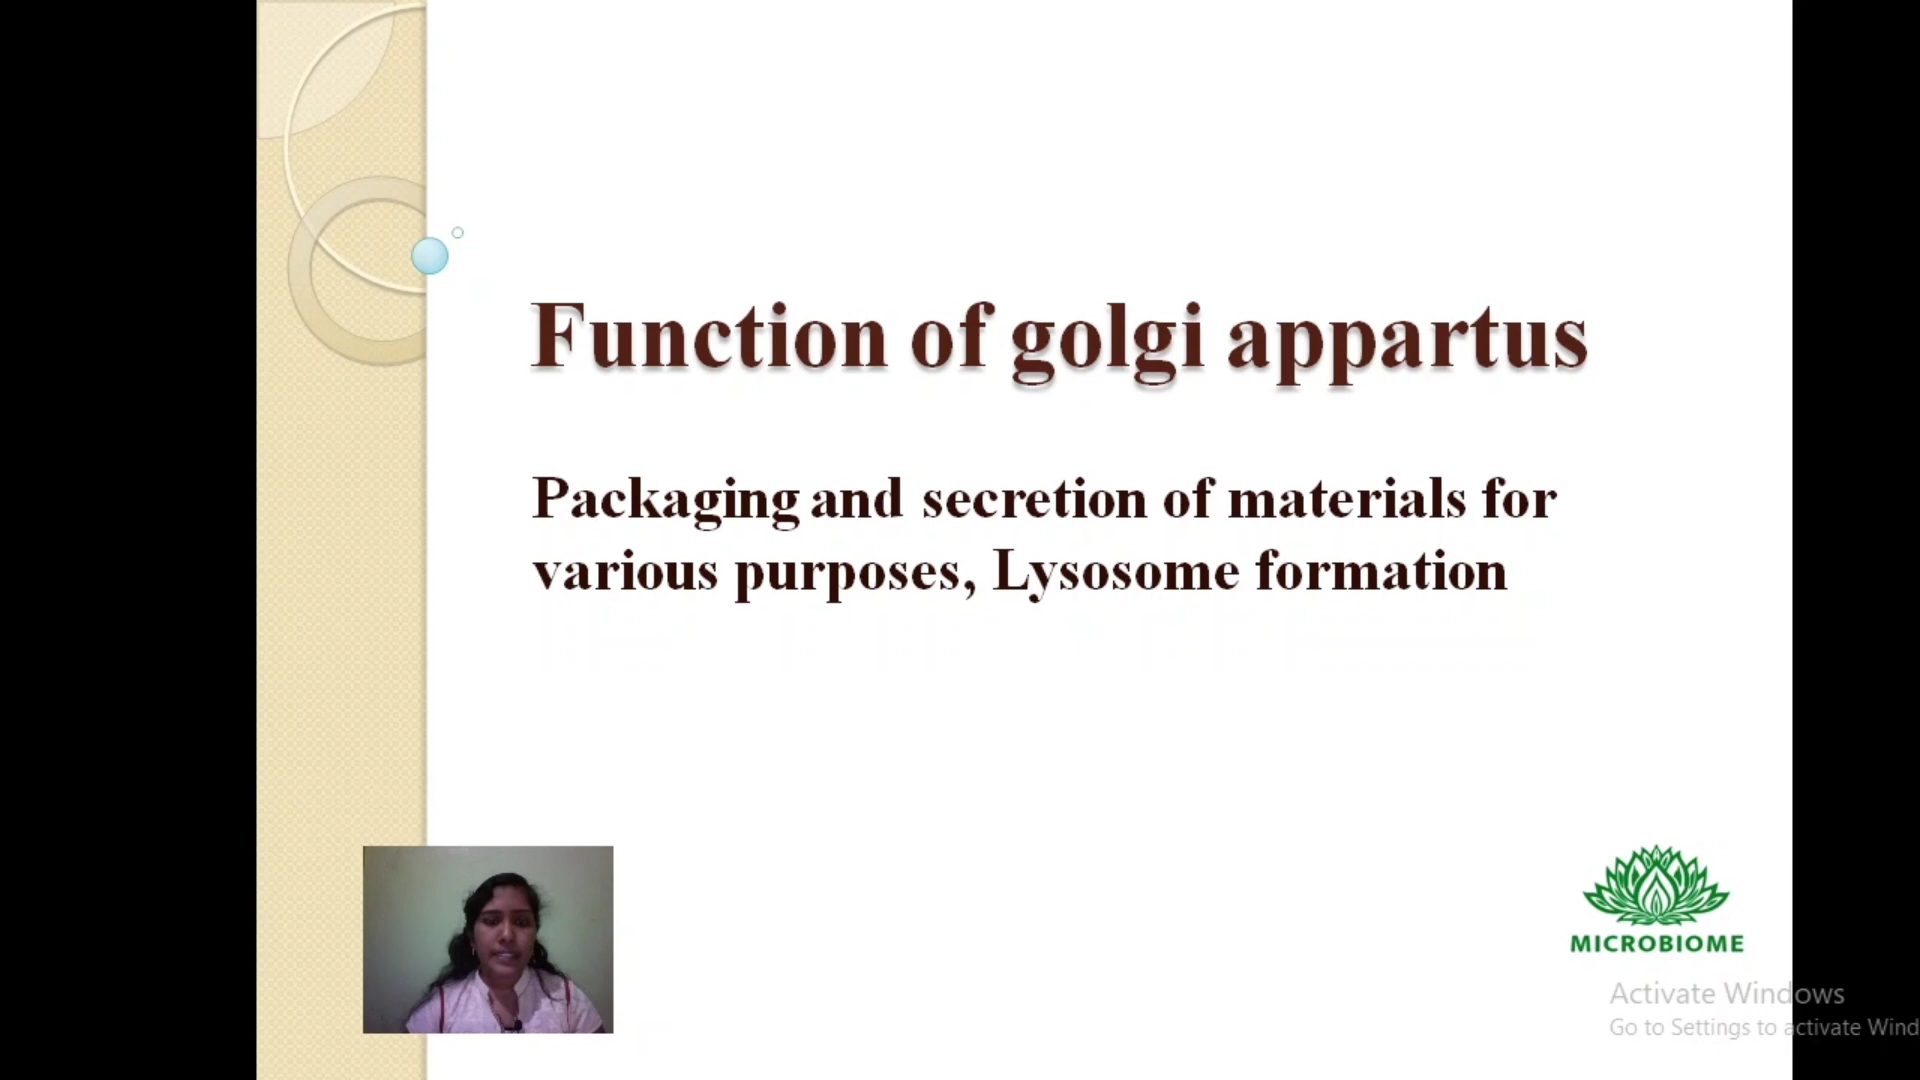 Function of golgi appartus
Packaging and secretion of materials for
various purposes, Lysosome formation
MICROBIOME
Activate Windows
Go to Settings to activate Wind